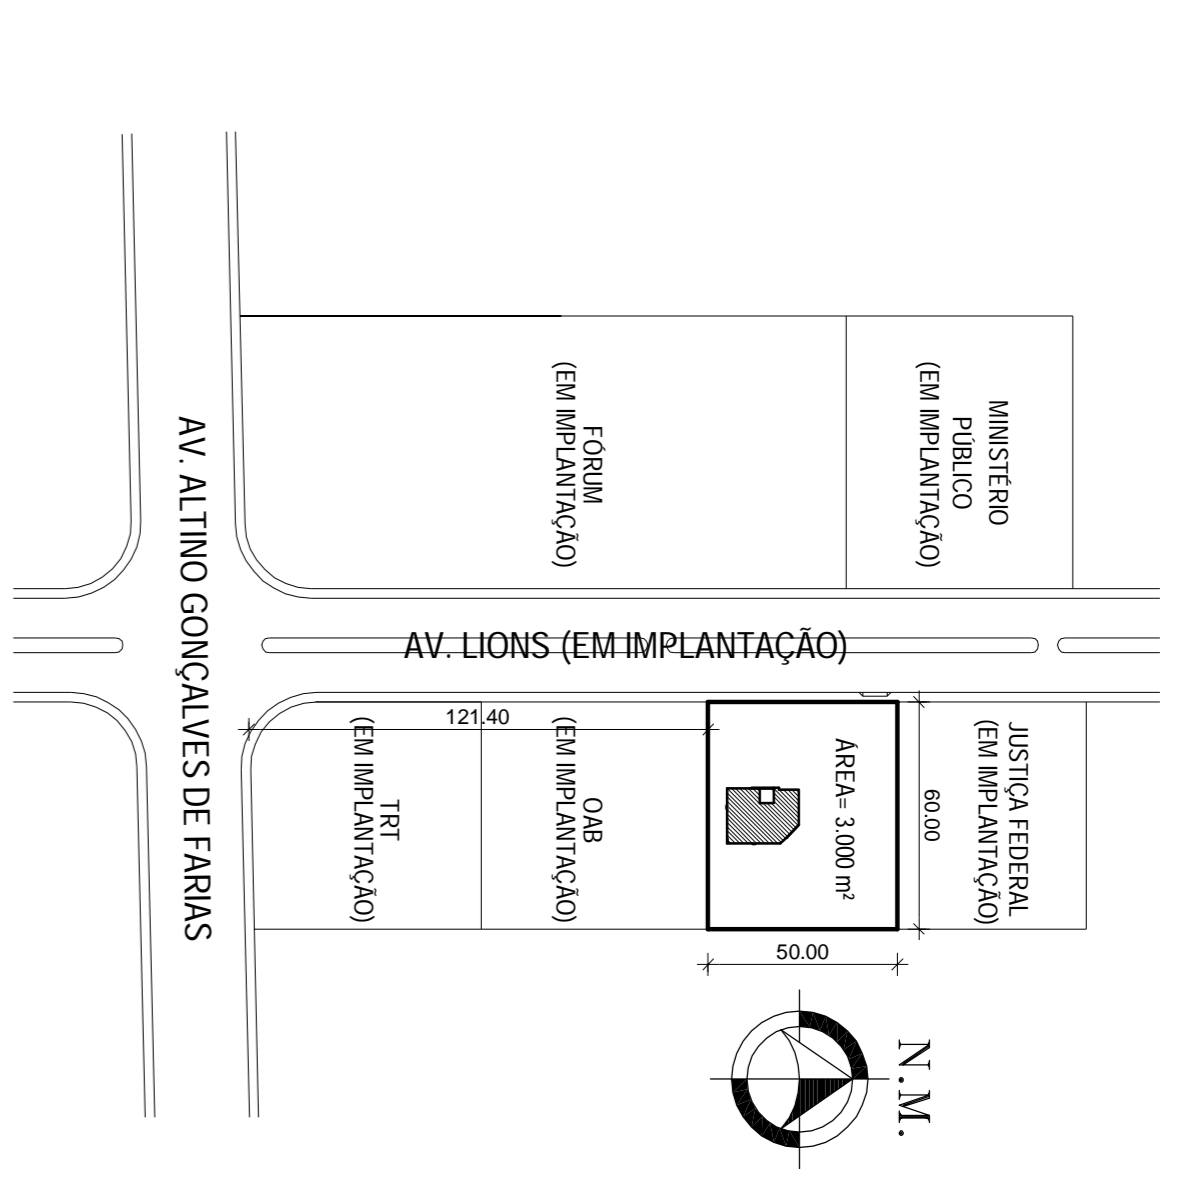 MINISTÉRIO
PÚBLICO
(EM IMPLANTAÇÃO)
FÓRUM
(EM IMPLANTAÇÃO)
AV. ALTINO GONÇALVES DE FARIAS
AV. LIONS (EM IMPLANTAÇÃO)
121.40
TRT
(EM IMPLANTAÇÃO)
OAB
(EM IMPLANTAÇÃO)
ÁREA= 3.000 m²
60.00
JUSTIÇA FEDERAL
(EM IMPLANTAÇÃO)
50.00
N.M.